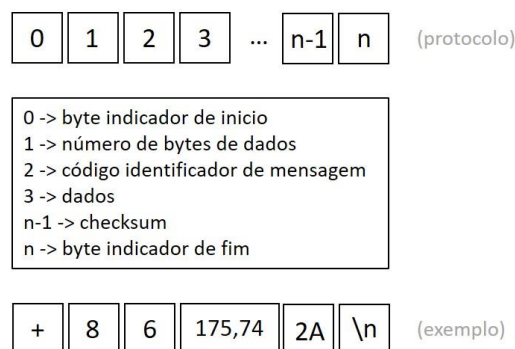 0 1 2 3 ... n-1 n (protocolo)
0 -> byte indicador de inicio
1 -> número de bytes de dados
2 -> código identificador de mensagem
3 -> dados
n-1 -> checksum
n -> byte indicador de fim
+ 8 6 175,74 2A \n (exemplo)